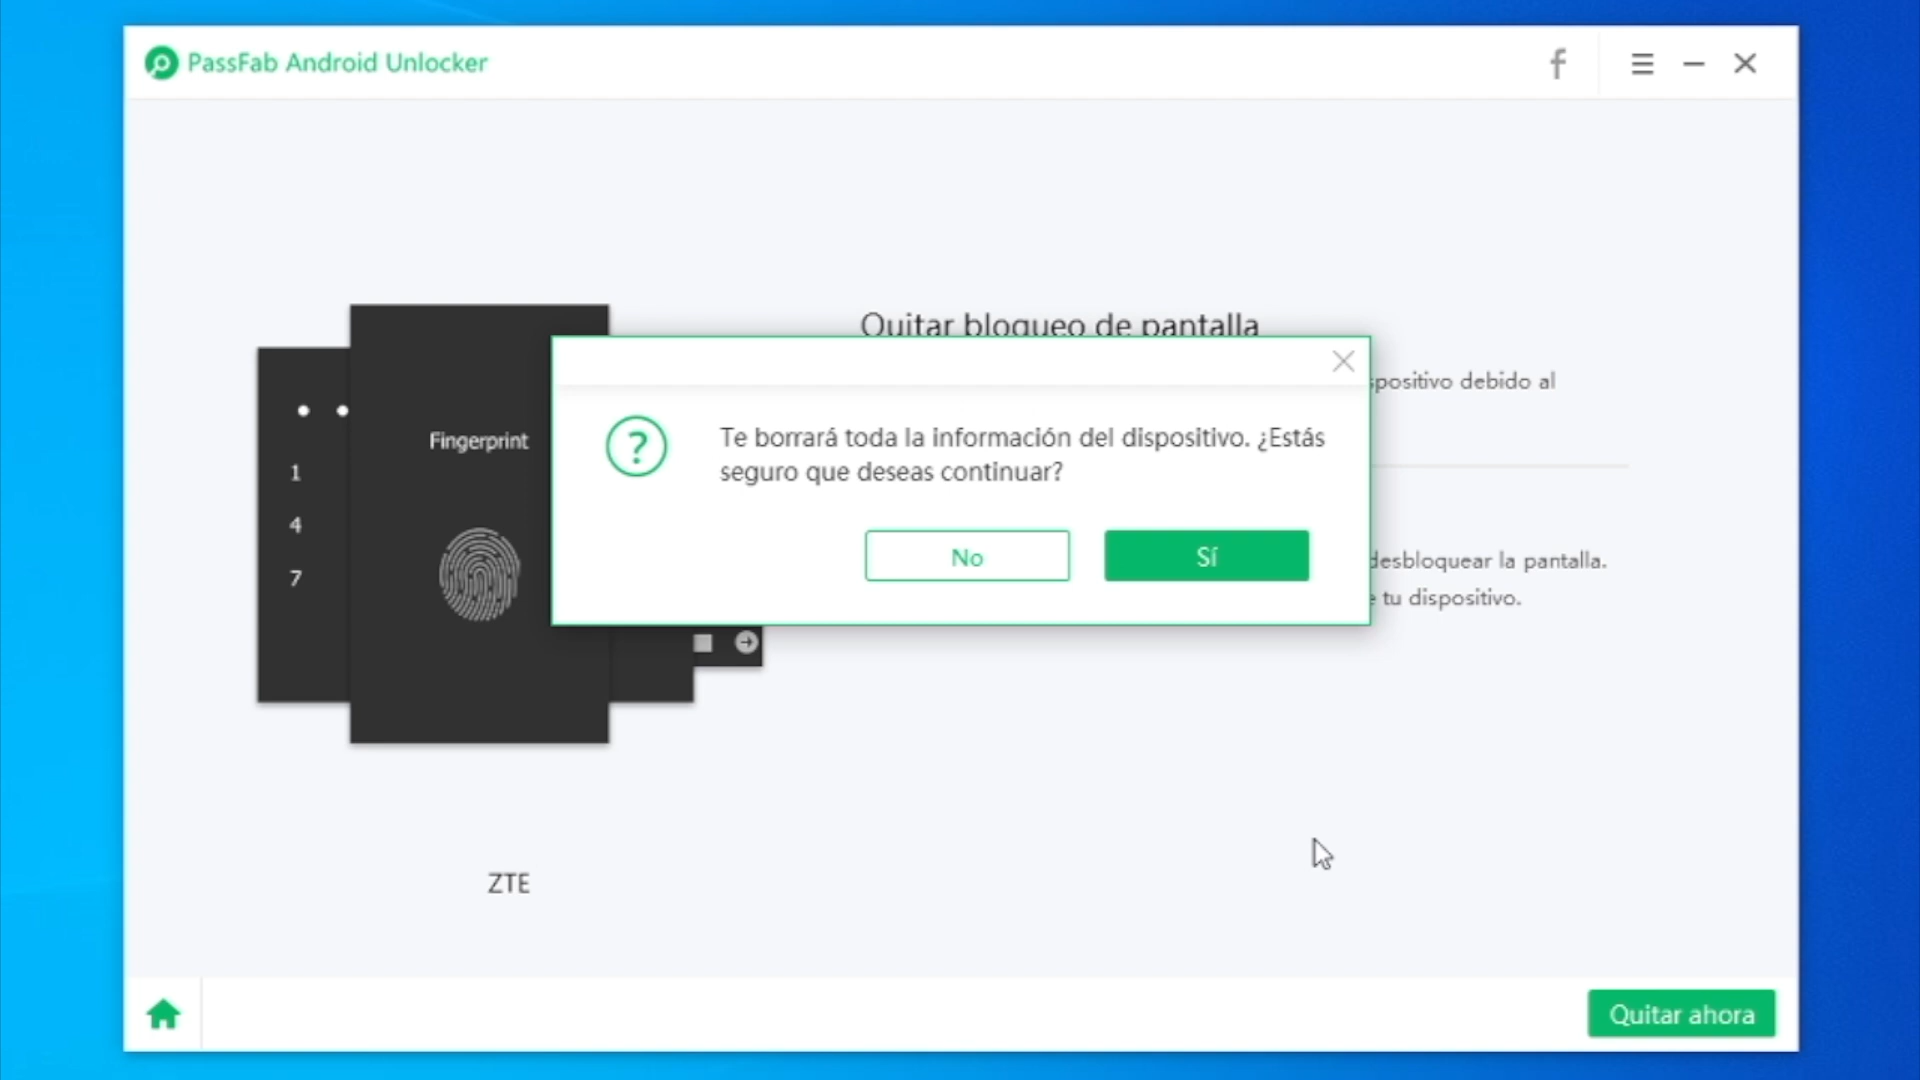 PassFab Android Unlocker
Quitar bloqueo de pantalla
spositivo debido al
Te borrará toda la información del dispositivo. ¿Estás
seguro que deseas continuar?
No
Sí
desbloquear la pantalla.
e tu dispositivo.
Fingerprint
1
4
7
ZTE
Quitar ahora